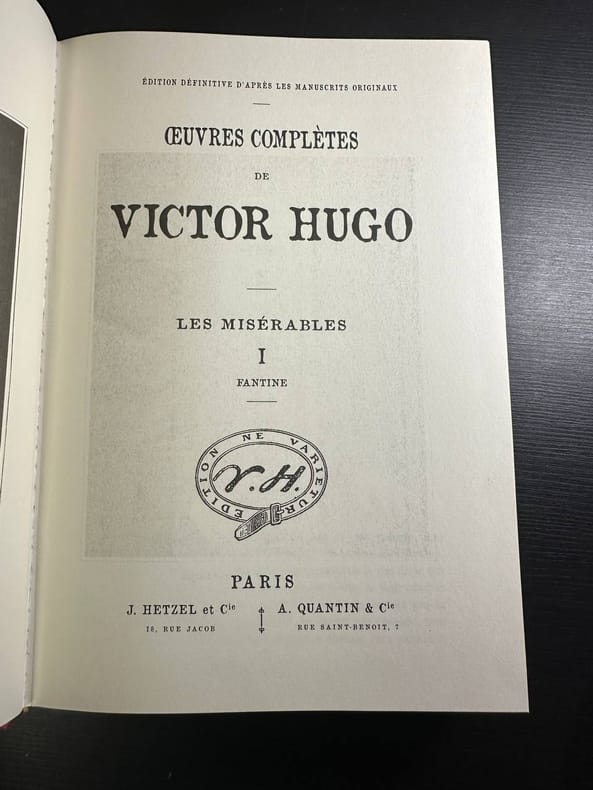 ÉDITION DÉFINITIVE D'APRÈS LES MANUSCRITS ORIGINAUX
ŒUVRES COMPLÈTES
DE
VICTOR HUGO
LES MISÉRABLES
I
FANTINE
EDITION NE VARIETUR
V.H.
PARIS
J. HETZEL et Cie
18, RUE JACOB
A. QUANTIN & Cie
RUE SAINT-BENOIT, 7